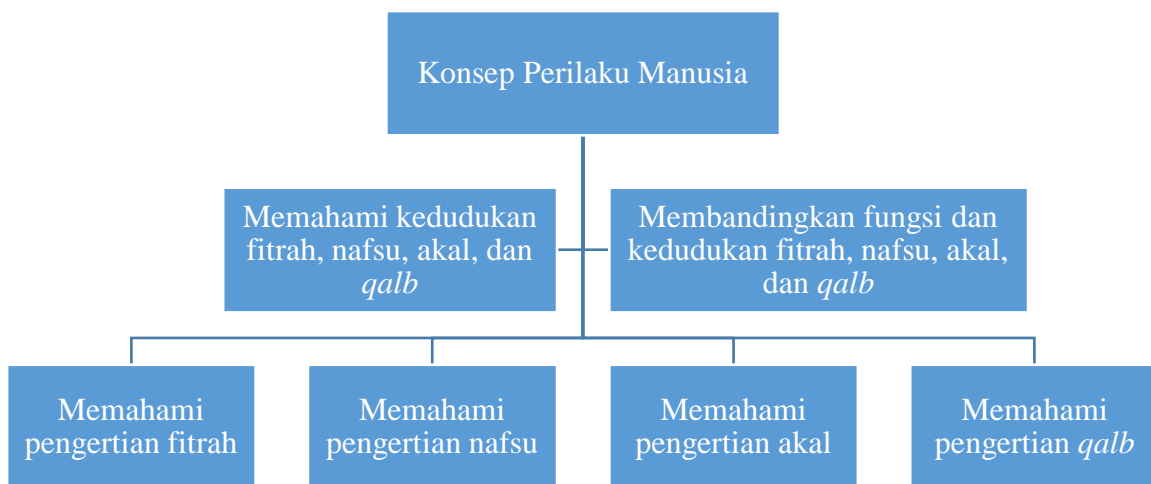 Konsep Perilaku Manusia
Memahami kedudukan
fitrah, nafsu, akal, dan
qalb
Membandingkan fungsi dan
kedudukan fitrah, nafsu, akal,
dan qalb
Memahami
pengertian fitrah
Memahami
pengertian nafsu
Memahami
pengertian akal
Memahami
pengertian qalb